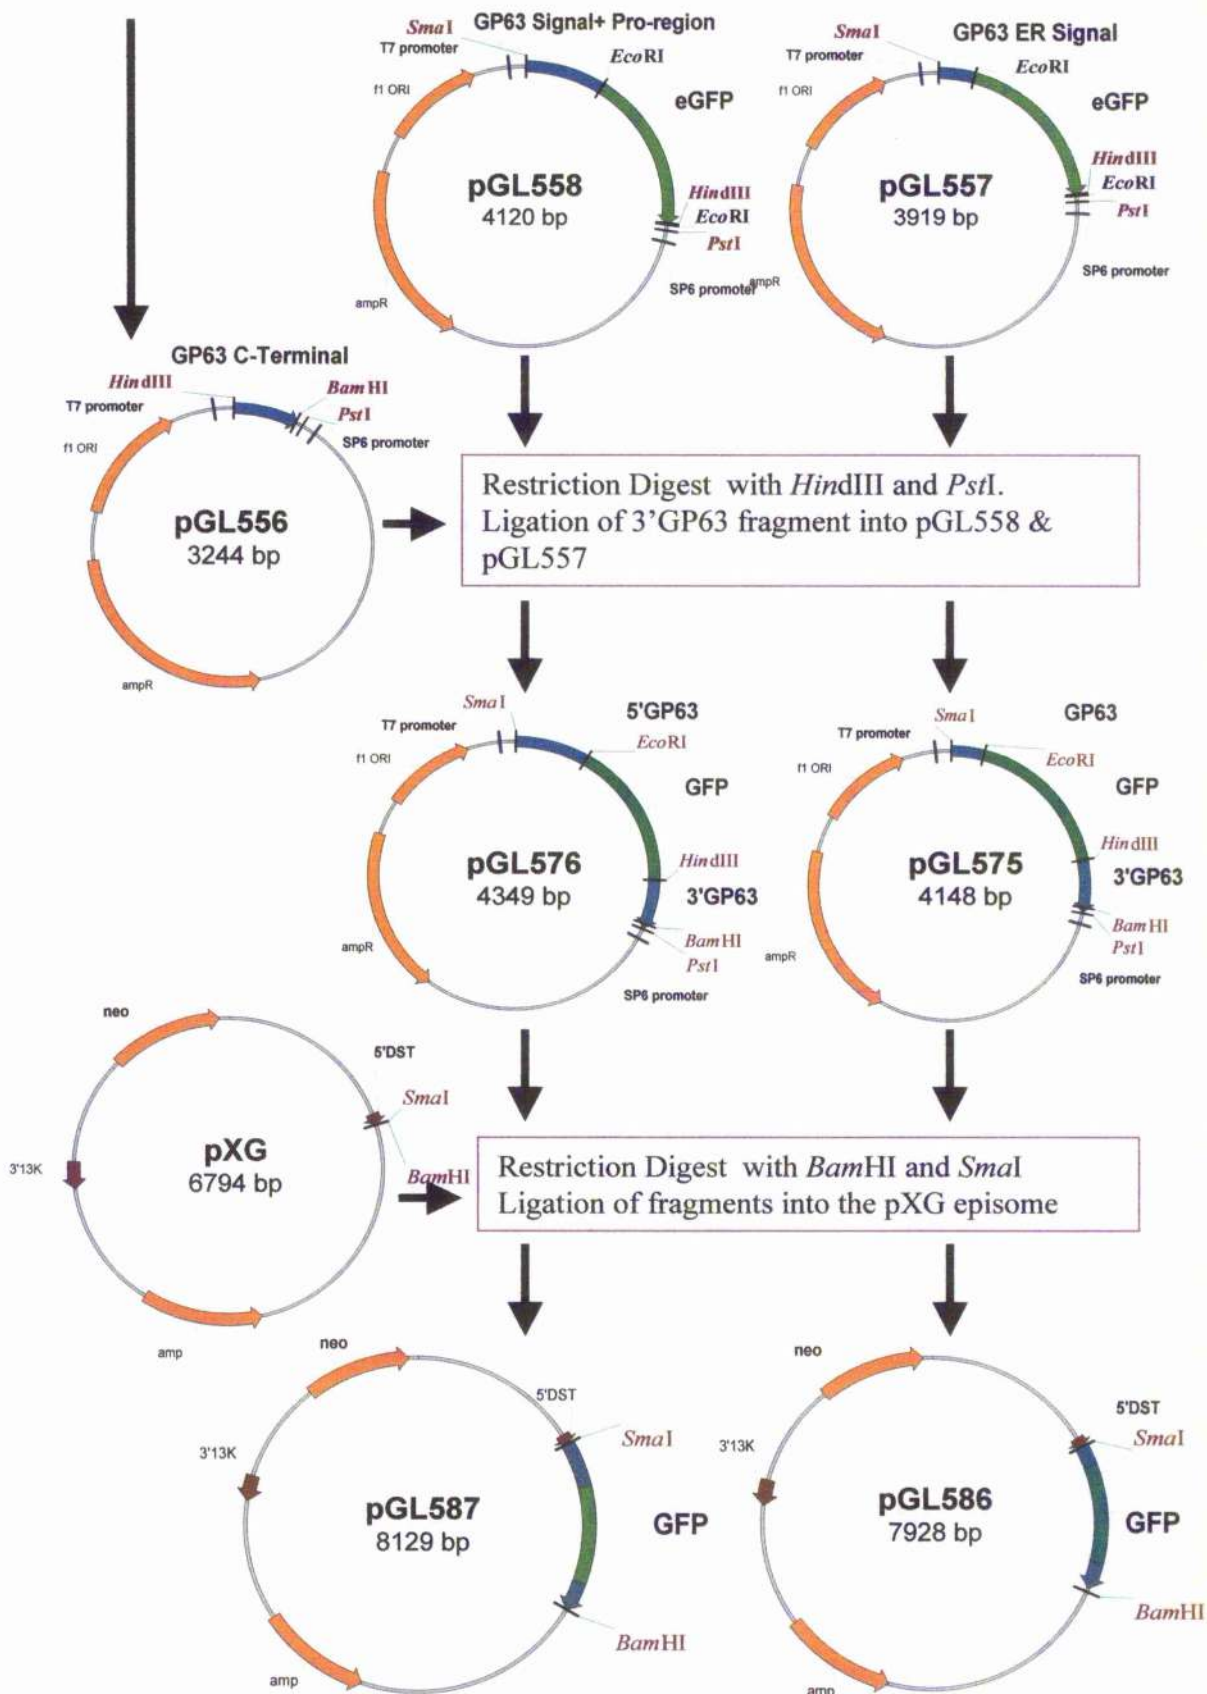 GP63 Signal+ Pro-region
SmaI
T7 promoter
EcoRI
f1 ORI
eGFP
pGL558
4120 bp
HindIII
EcoRI
PstI
SP6 promoter
ampR
GP63 ER Signal
SmaI
T7 promoter
EcoRI
f1 ORI
eGFP
pGL557
3919 bp
HindIII
EcoRI
PstI
SP6 promoter
ampR
GP63 C-Terminal
HindIII
BamHI
T7 promoter
PstI
SP6 promoter
f1 ORI
pGL556
3244 bp
ampR
Restriction Digest with HindIII and PstI.
Ligation of 3'GP63 fragment into pGL558 &
pGL557
SmaI
5'GP63
T7 promoter
EcoRI
f1 ORI
GFP
pGL576
4349 bp
HindIII
3'GP63
ampR
BamHI
PstI
SP6 promoter
SmaI
GP63
T7 promoter
EcoRI
f1 ORI
GFP
HindIII
pGL575
4148 bp
3'GP63
BamHI
PstI
ampR
SP6 promoter
neo
5'DST
SmaI
pXG
6794 bp
3'13K
BamHI
amp
Restriction Digest with BamHI and SmaI
Ligation of fragments into the pXG episome
neo
5'DST
SmaI
3'13K
pGL587
8129 bp
GFP
BamHI
amp
neo
5'DST
SmaI
3'13K
pGL586
7928 bp
GFP
BamHI
amp